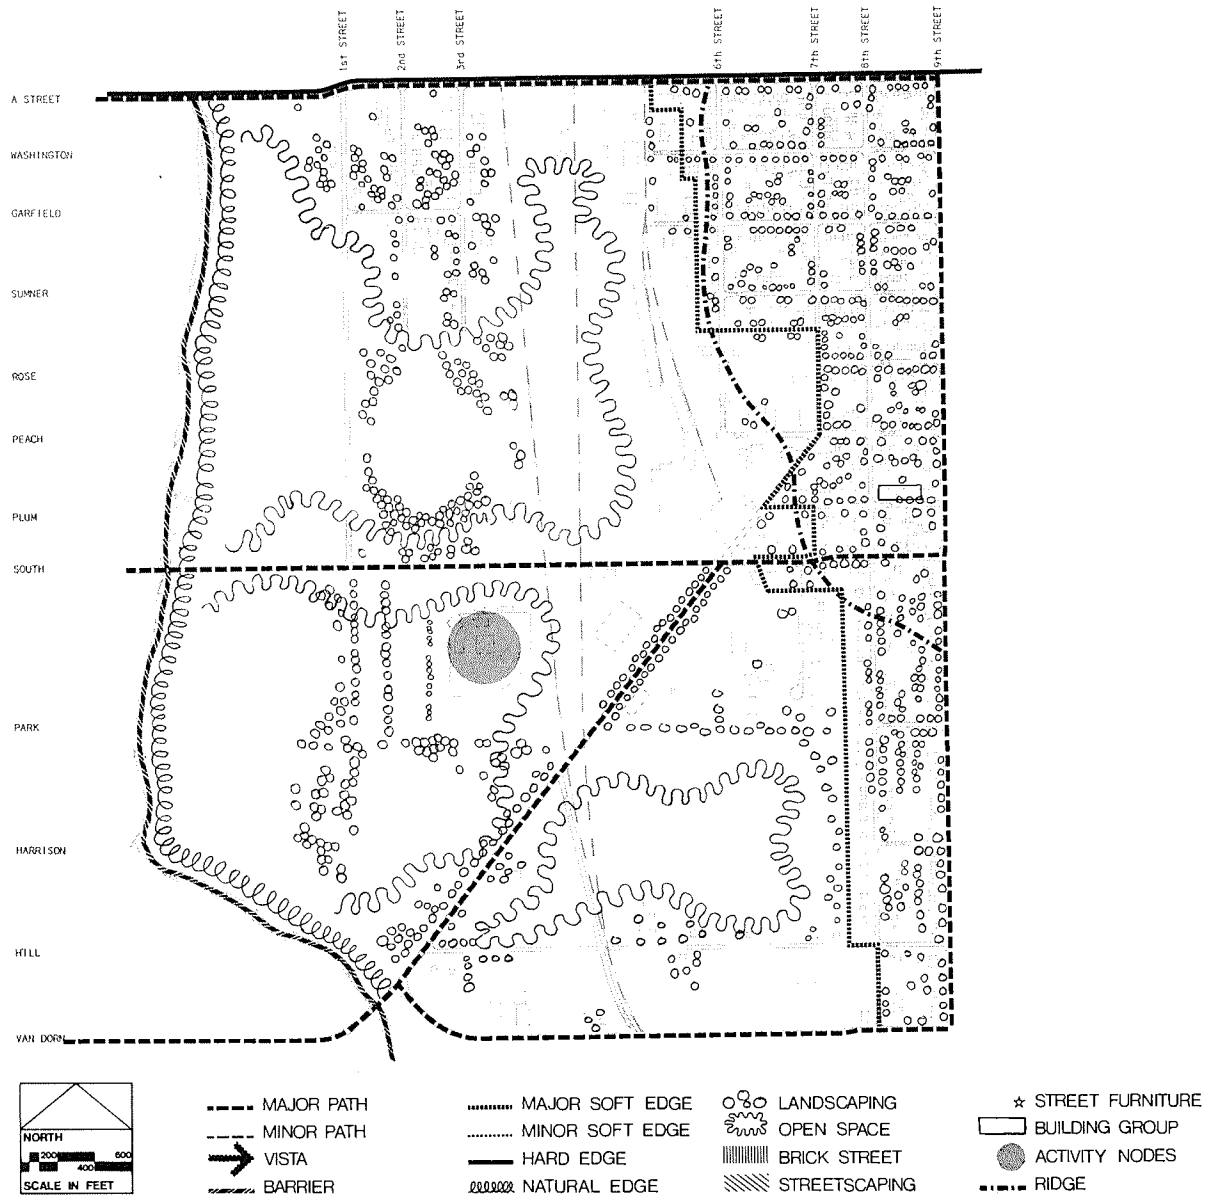 1st STREET
2nd STREET
3rd STREET
6th STREET
7th STREET
8th STREET
9th STREET
A STREET
WASHINGTON
GARFIELD
SUMNER
ROSE
PEACH
PLUM
SOUTH
PARK
HARRISON
HILL
VAN DORN
NORTH
200 600
400
SCALE IN FEET
MAJOR PATH
MINOR PATH
VISTA
BARRIER
MAJOR SOFT EDGE
MINOR SOFT EDGE
HARD EDGE
NATURAL EDGE
LANDSCAPING
OPEN SPACE
BRICK STREET
STREETSCAPING
STREET FURNITURE
BUILDING GROUP
ACTIVITY NODES
RIDGE